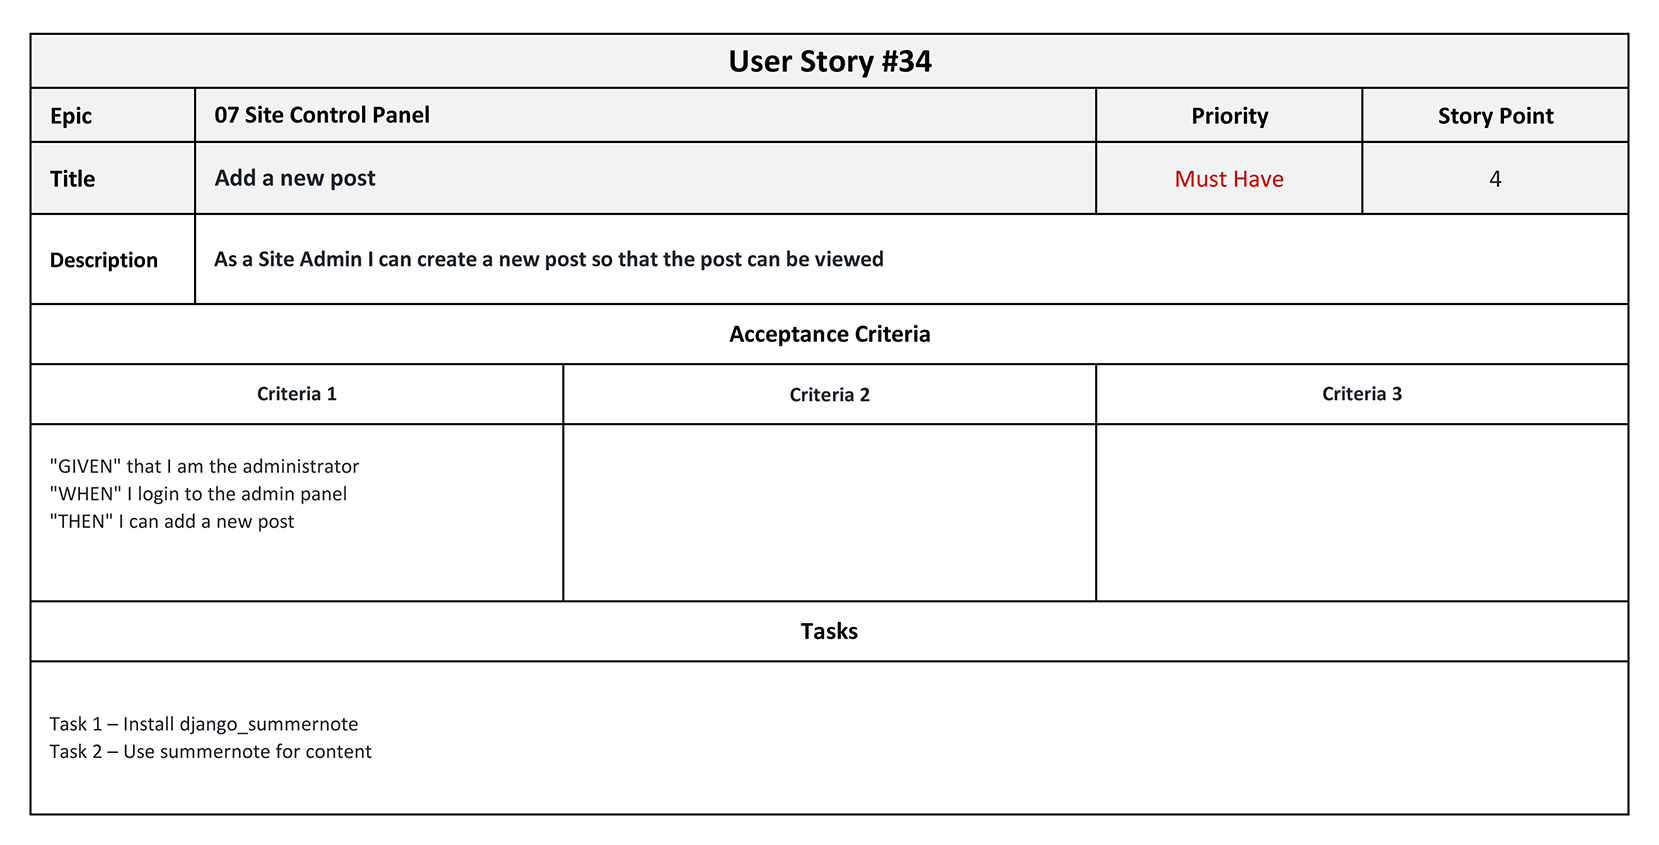 User Story #34
Epic
07 Site Control Panel
Priority
Story Point
Title
Add a new post
Must Have
4
Description
As a Site Admin I can create a new post so that the post can be viewed
Acceptance Criteria
Criteria 1
Criteria 2
Criteria 3
"GIVEN" that I am the administrator
"WHEN" I login to the admin panel
"THEN" I can add a new post
Tasks
Task 1 – Install django_summernote
Task 2 – Use summernote for content